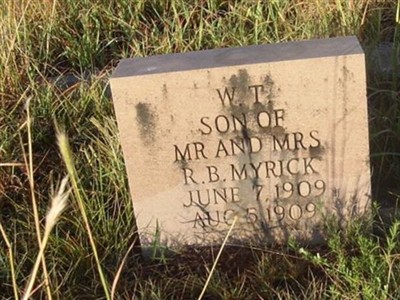 W. T.
SON OF
MR AND MRS.
R.B. MYRICK
JUNE 7, 1909
AUG 5, 1909